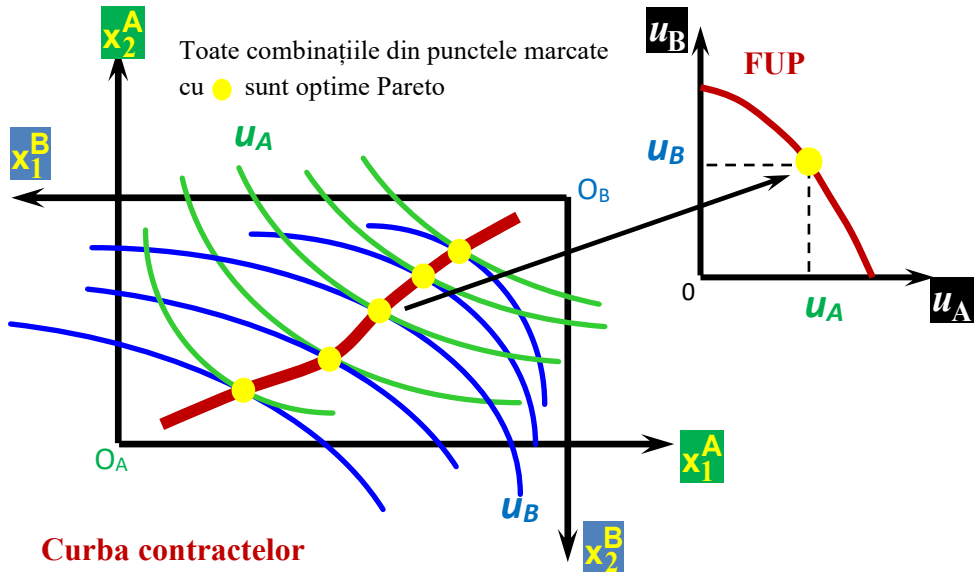 x₂ᴬ
Toate combinațiile din punctele marcate
cu sunt optime Pareto
u_A
x₁ᴮ
O_B
O_A
x₁ᴬ
u_B
x₂ᴮ
Curba contractelor
u_B
FUP
u_B
0
u_A
u_A